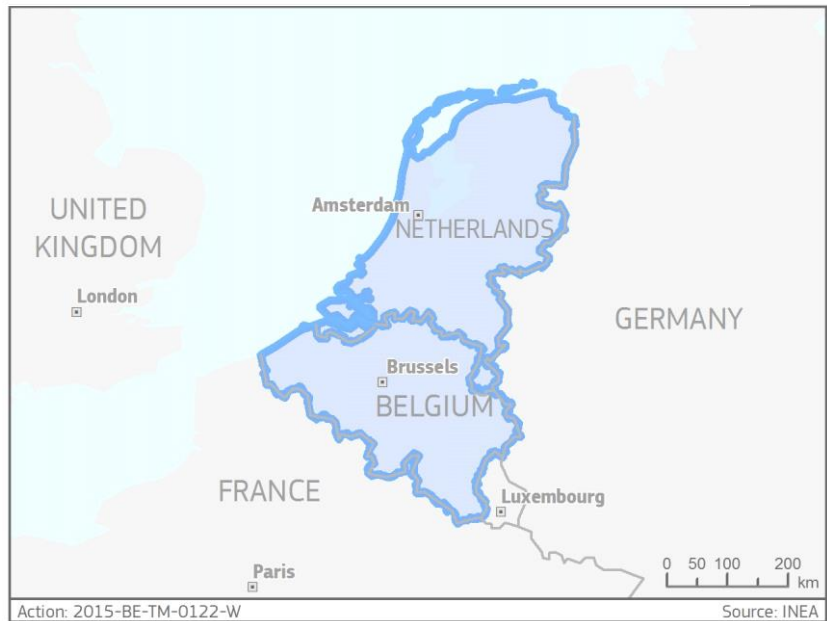 Amsterdam
UNITED
KINGDOM
NETHERLANDS
London
GERMANY
Brussels
BELGIUM
FRANCE
Luxembourg
Paris
0 50 100 200
km
Action: 2015-BE-TM-0122-W
Source: INEA